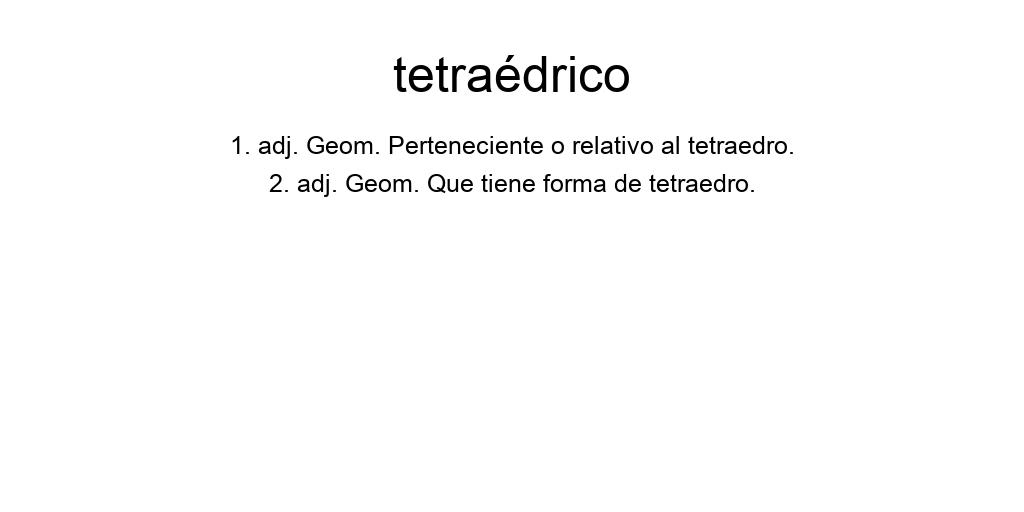 tetraédrico
1. adj. Geom. Perteneciente o relativo al tetraedro.
2. adj. Geom. Que tiene forma de tetraedro.